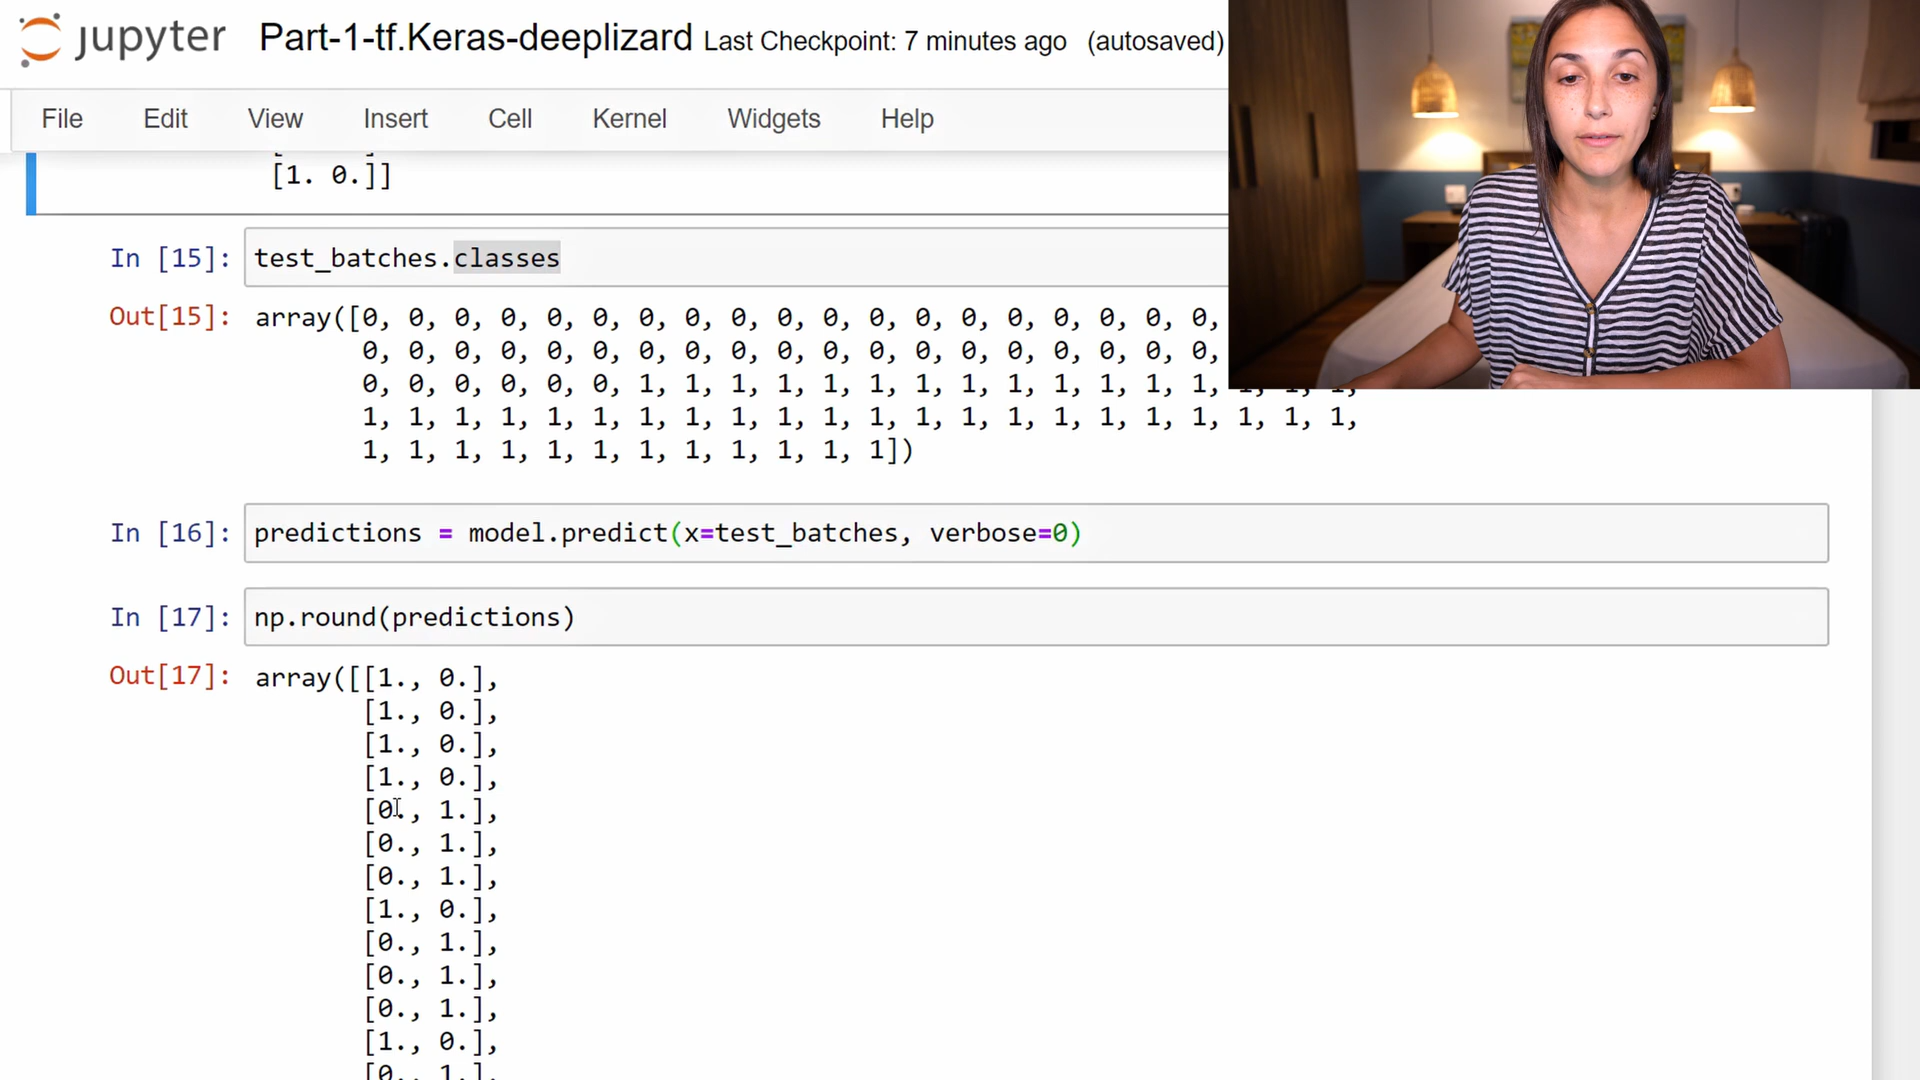 jupyter Part-1-tf.Keras-deeplizard Last Checkpoint: 7 minutes ago (autosaved)
File Edit View Insert Cell Kernel Widgets Help
[1. 0.]]
In [15]: test_batches.classes
Out[15]: array([0, 0, 0, 0, 0, 0, 0, 0, 0, 0, 0, 0, 0, 0, 0, 0, 0, 0, 0,
0, 0, 0, 0, 0, 0, 0, 0, 0, 0, 0, 0, 0, 0, 0, 0, 0, 0, 0,
0, 0, 0, 0, 0, 0, 1, 1, 1, 1, 1, 1, 1, 1, 1, 1, 1, 1, 1, 1, 1, 1,
1, 1, 1, 1, 1, 1, 1, 1, 1, 1, 1, 1, 1, 1, 1, 1, 1, 1, 1, 1, 1, 1,
1, 1, 1, 1, 1, 1, 1, 1, 1, 1, 1, 1])
In [16]: predictions = model.predict(x=test_batches, verbose=0)
In [17]: np.round(predictions)
Out[17]: array([[1., 0.],
[1., 0.],
[1., 0.],
[1., 0.],
[0., 1.],
[0., 1.],
[0., 1.],
[1., 0.],
[0., 1.],
[0., 1.],
[0., 1.],
[1., 0.],
[0., 1.],